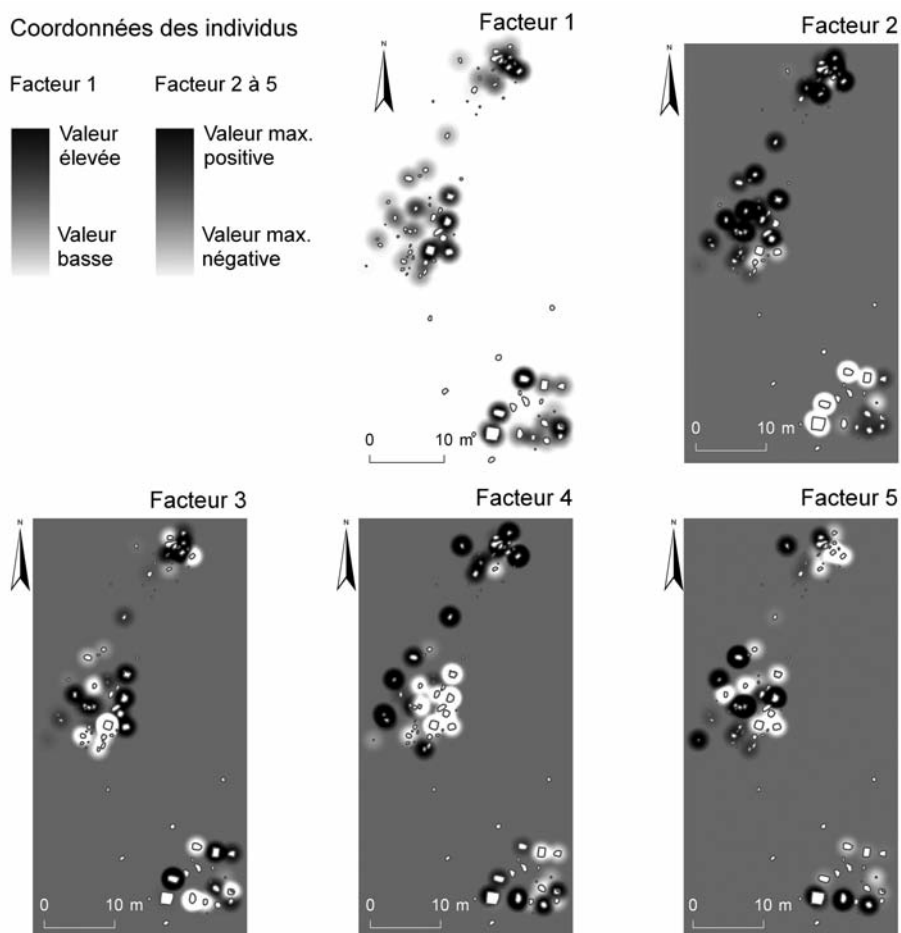 Coordonnées des individus
Facteur 1
Facteur 2 à 5
Valeur élevée
Valeur basse
Valeur max. positive
Valeur max. négative
Facteur 1
N
0 10 m
Facteur 2
N
0 10 m
Facteur 3
N
0 10 m
Facteur 4
N
0 10 m
Facteur 5
N
0 10 m